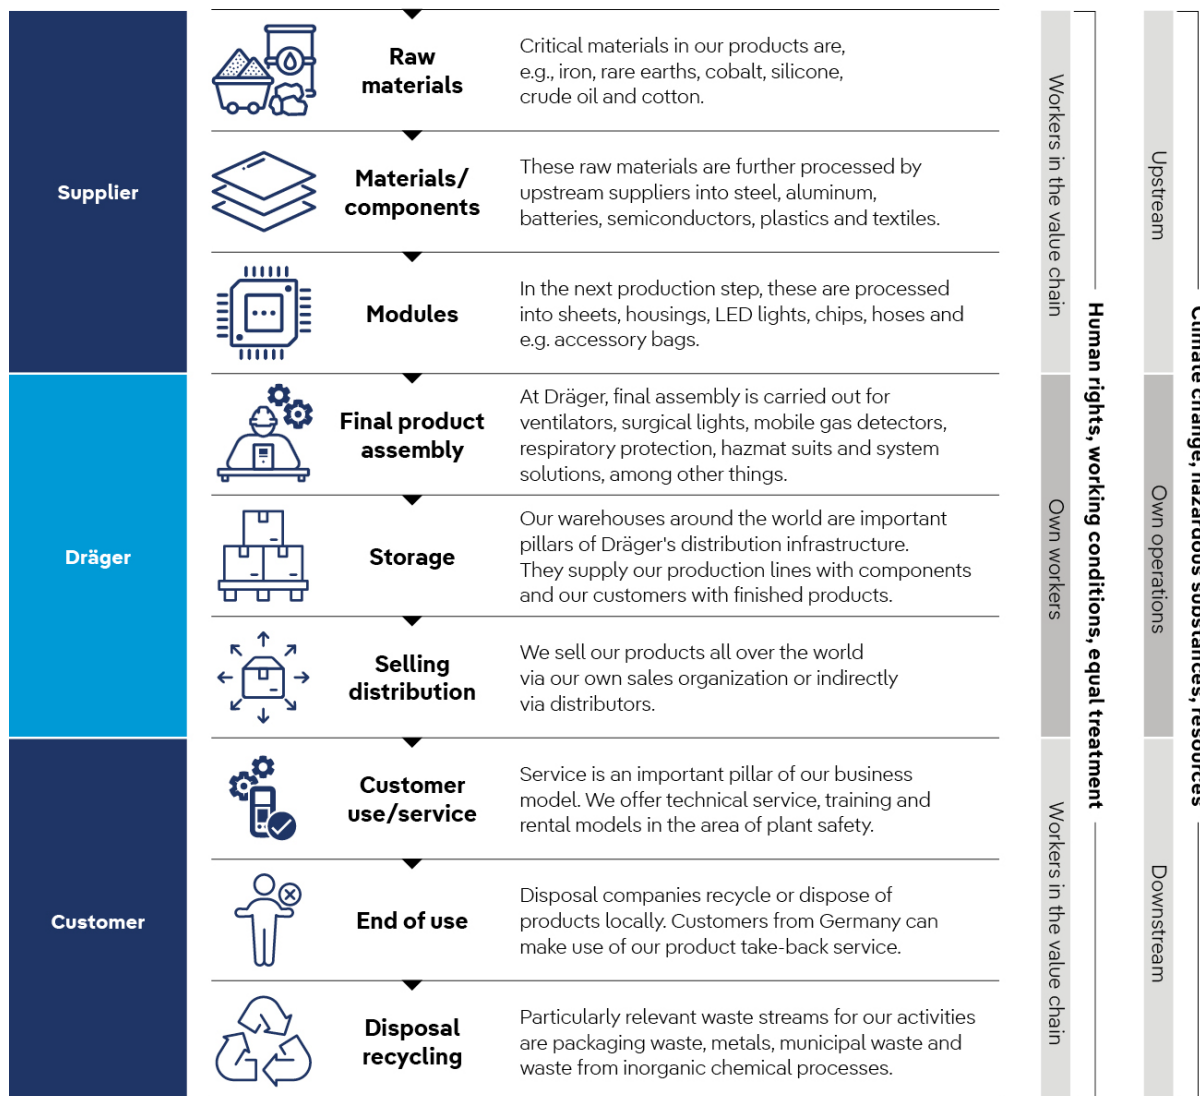 Supplier
Raw
materials
Critical materials in our products are,
e.g., iron, rare earths, cobalt, silicone,
crude oil and cotton.
Materials/
components
These raw materials are further processed by
upstream suppliers into steel, aluminum,
batteries, semiconductors, plastics and textiles.
Modules
In the next production step, these are processed
into sheets, housings, LED lights, chips, hoses and
e.g. accessory bags.
Dräger
Final product
assembly
At Dräger, final assembly is carried out for
ventilators, surgical lights, mobile gas detectors,
respiratory protection, hazmat suits and system
solutions, among other things.
Storage
Our warehouses around the world are important
pillars of Dräger's distribution infrastructure.
They supply our production lines with components
and our customers with finished products.
Selling
distribution
We sell our products all over the world
via our own sales organization or indirectly
via distributors.
Customer
Customer
use/service
Service is an important pillar of our business
model. We offer technical service, training and
rental models in the area of plant safety.
End of use
Disposal companies recycle or dispose of
products locally. Customers from Germany can
make use of our product take-back service.
Disposal
recycling
Particularly relevant waste streams for our activities
are packaging waste, metals, municipal waste and
waste from inorganic chemical processes.
Workers in the value chain
Own workers
Workers in the value chain
Human rights, working conditions, equal treatment
Upstream
Own operations
Downstream
Climate change, hazardous substances, resources